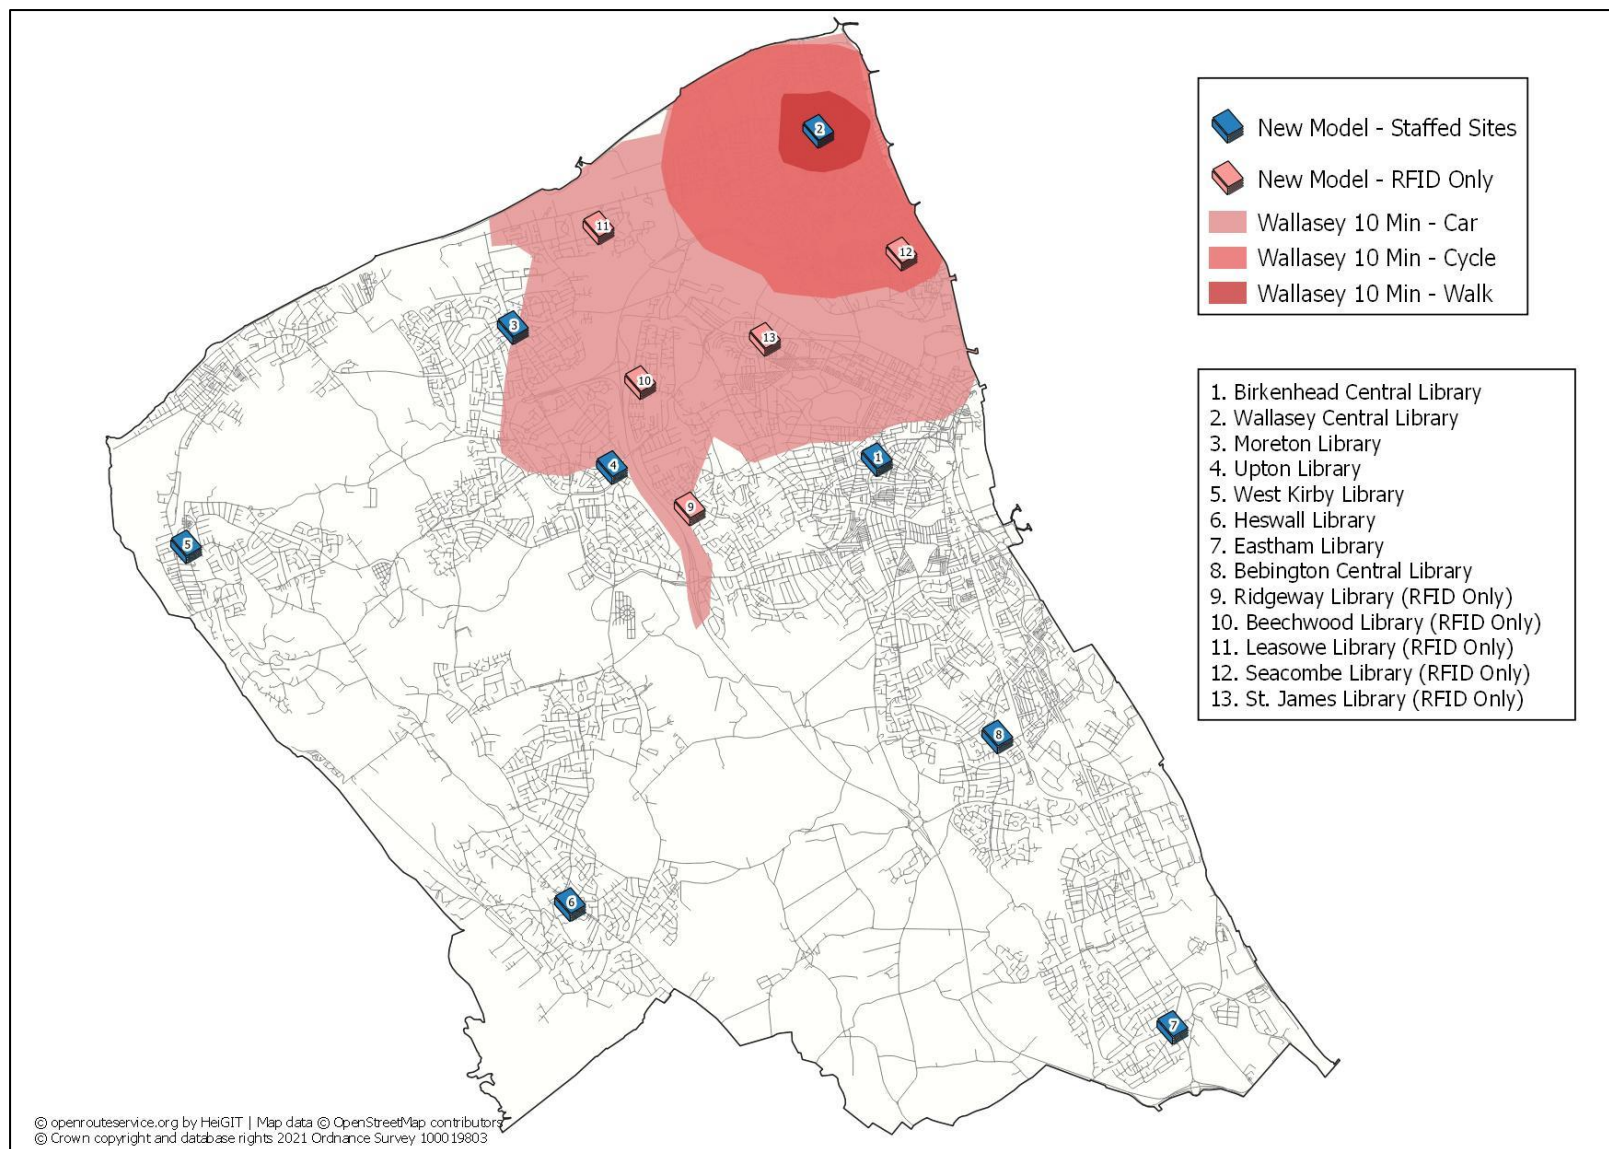 New Model - Staffed Sites
New Model - RFID Only
Wallasey 10 Min - Car
Wallasey 10 Min - Cycle
Wallasey 10 Min - Walk
1. Birkenhead Central Library
2. Wallasey Central Library
3. Moreton Library
4. Upton Library
5. West Kirby Library
6. Heswall Library
7. Eastham Library
8. Bebington Central Library
9. Ridgeway Library (RFID Only)
10. Beechwood Library (RFID Only)
11. Leasowe Library (RFID Only)
12. Seacombe Library (RFID Only)
13. St. James Library (RFID Only)
2
11
12
3
13
10
1
4
9
5
8
6
7
© openrouteservice.org by HeiGIT | Map data © OpenStreetMap contributors
© Crown copyright and database rights 2021 Ordnance Survey 100019803